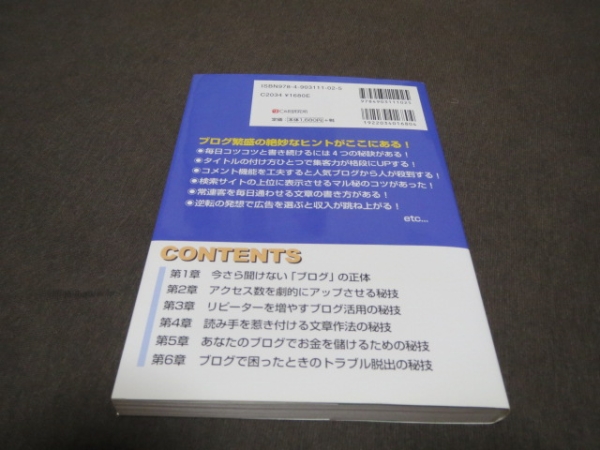 ISBN978-4-903111-02-5
C2034 ¥1680E
ブログ繁盛の絶妙なヒントがここにある！
●毎日コツコツと書き続けるには４つの秘訣がある！
●タイトルの付け方ひとつで集客力が格段にUPする！
●コメント機能を工夫すると人気ブログから人が殺到する！
●検索サイトの上位に表示させるマル秘のコツがあった！
●常連客を毎日通わせる文章の書き方がある！
●逆転の発想で広告を選ぶと収入が跳ね上がる！
etc...
CONTENTS
第1章 今さら聞けない「ブログ」の正体
第2章 アクセス数を劇的にアップさせる秘技
第3章 リピーターを増やすブログ活用の秘技
第4章 読み手を惹き付ける文章作法の秘技
第5章 あなたのブログでお金を儲けるための秘技
第6章 ブログで困ったときのトラブル脱出の秘技